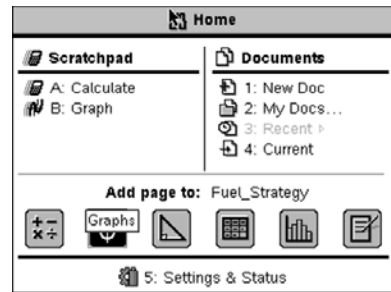 Home
Scratchpad
A: Calculate
B: Graph
Documents
1: New Doc
2: My Docs...
3: Recent ▹
4: Current
Add page to: Fuel_Strategy
Graphs
5: Settings & Status